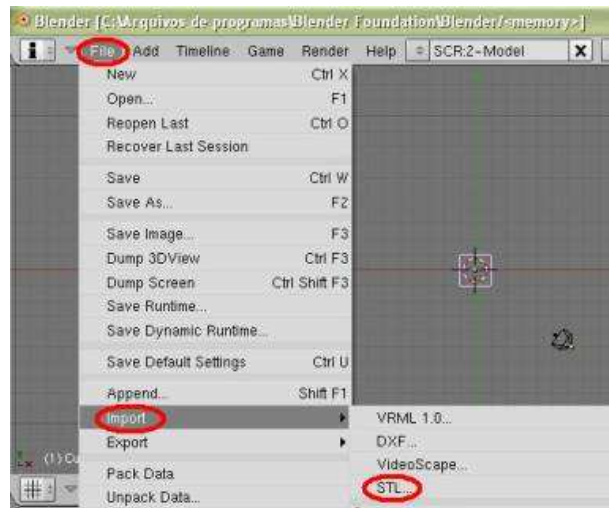 Blender [C:\Arquivos de programas\Blender Foundation\Blender/<memory>]
File Add Timeline Game Render Help SCR:2-Model X
New Ctrl X
Open... F1
Reopen Last Ctrl O
Recover Last Session
Save Ctrl W
Save As... F2
Save Image... F3
Dump 3DView Ctrl F3
Dump Screen Ctrl Shift F3
Save Runtime...
Save Dynamic Runtime...
Save Default Settings Ctrl U
Append... Shift F1
Import
VRML 1.0...
Export
DXF...
VideoScape...
(1) Cu
Pack Data
STL...
Unpack Data...